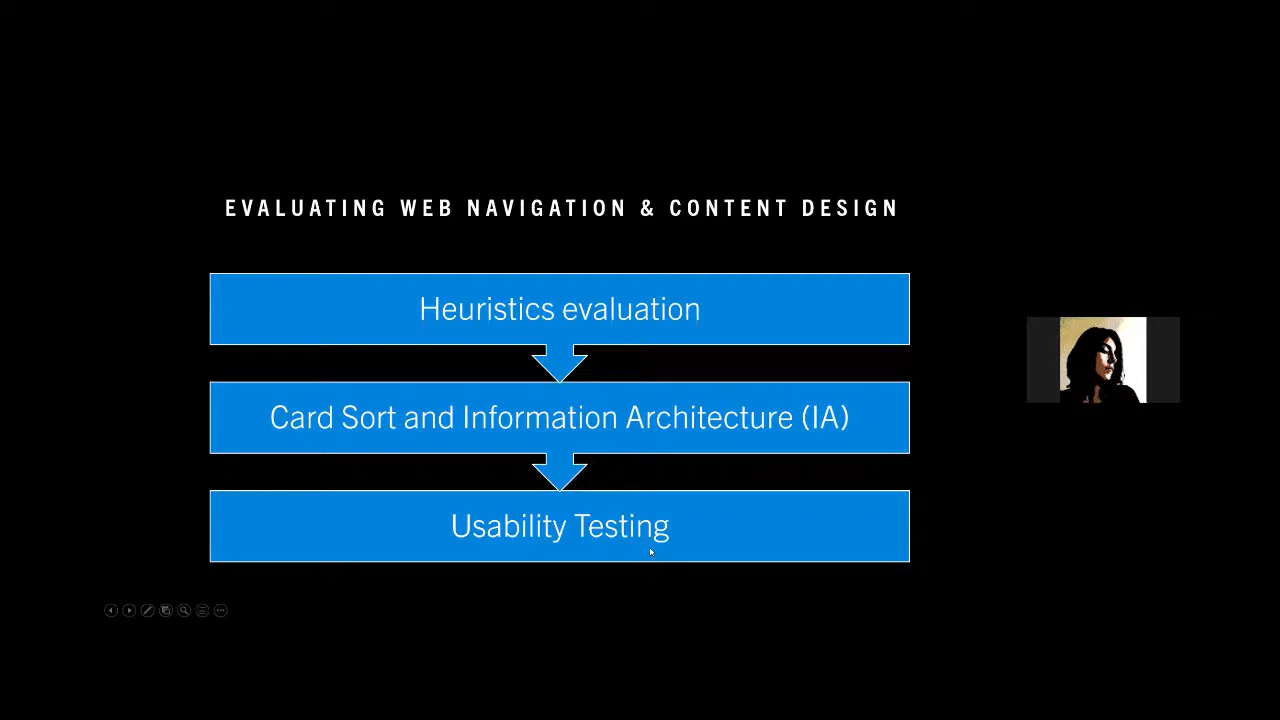 EVALUATING WEB NAVIGATION & CONTENT DESIGN
Heuristics evaluation
Card Sort and Information Architecture (IA)
Usability Testing